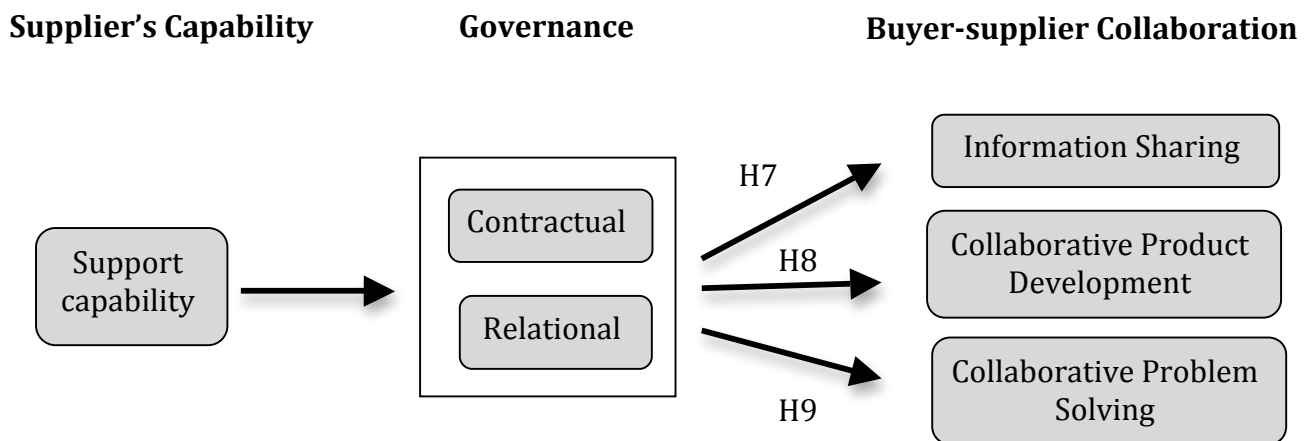 Supplier’s Capability
Governance
Buyer-supplier Collaboration
Support
capability
Contractual
Relational
H7
H8
H9
Information Sharing
Collaborative Product
Development
Collaborative Problem
Solving